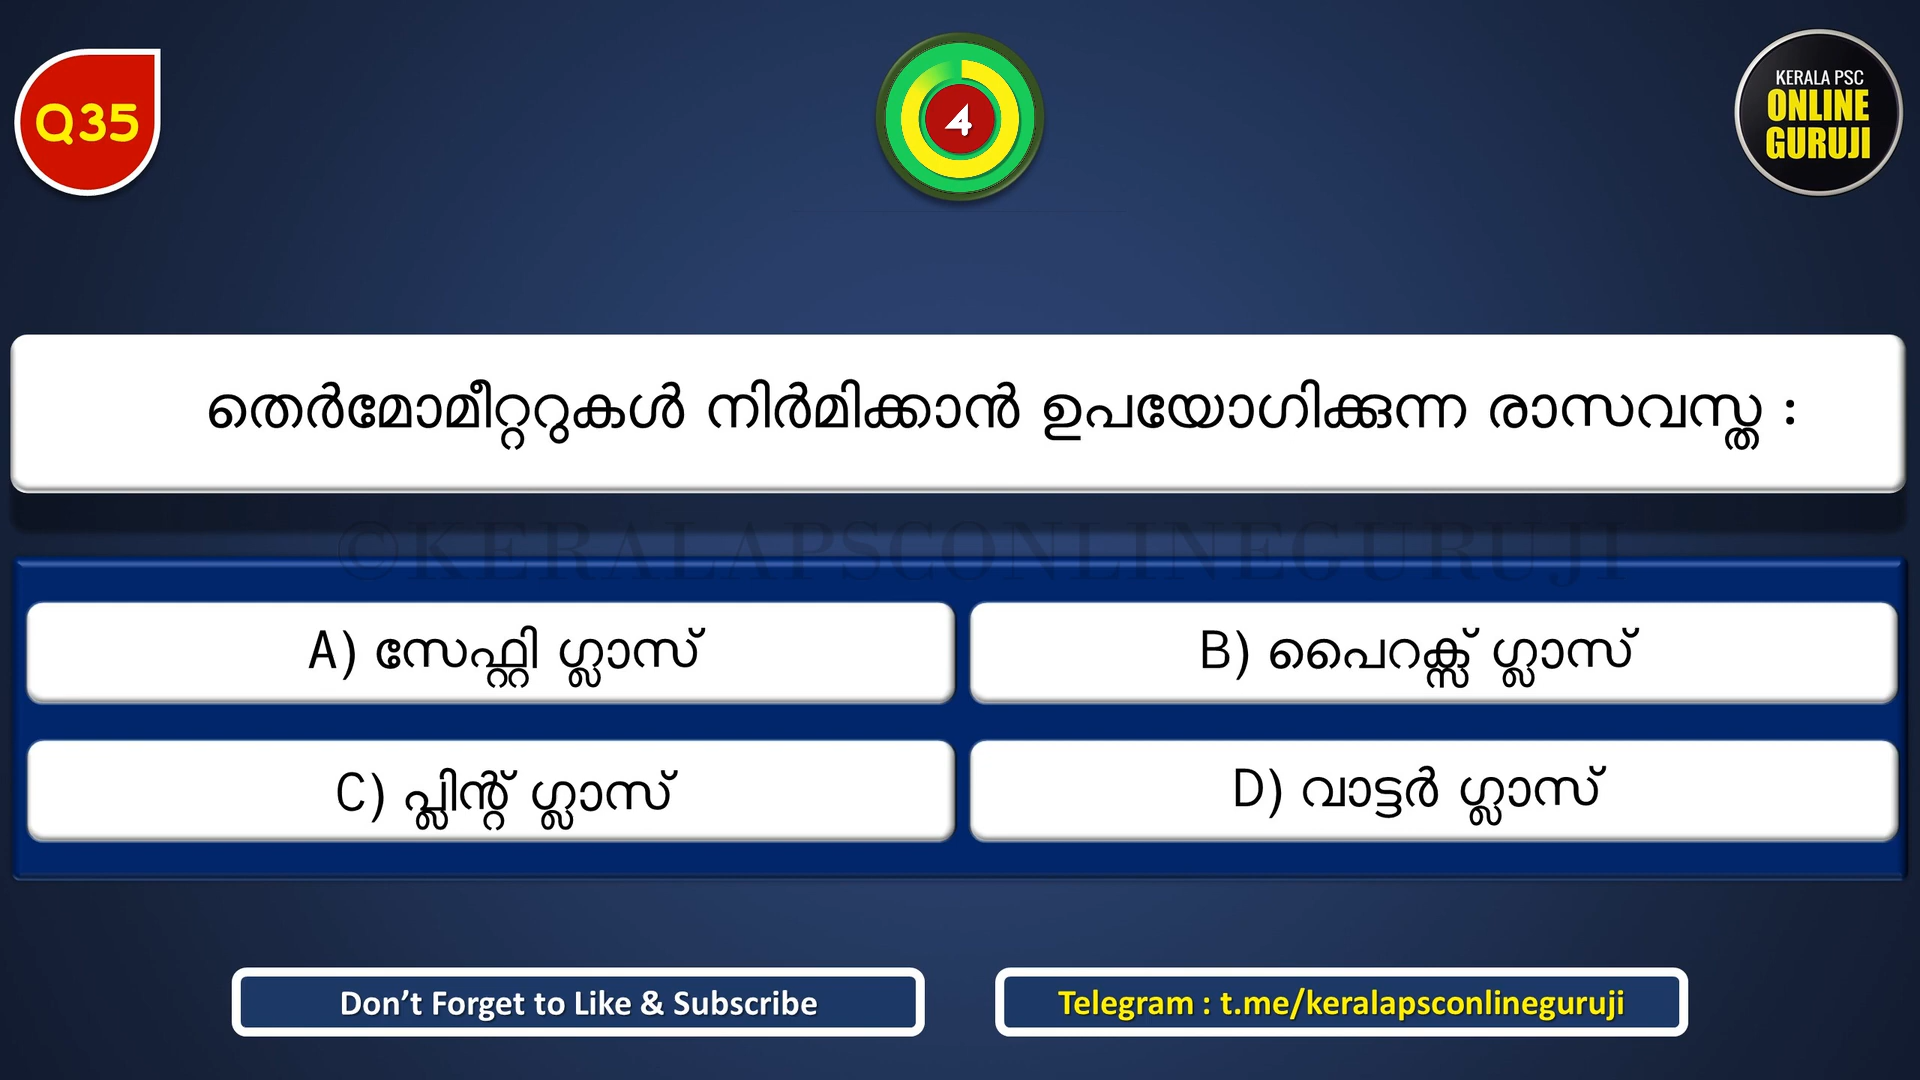 Q35
4
KERALA PSC
ONLINE
GURUJI
തെർമോമീറ്ററുകൾ നിർമിക്കാൻ ഉപയോഗിക്കുന്ന രാസവസ്തു :
©KERALAPSCONLINEGURUJI
A) സേഫ്റ്റി ഗ്ലാസ്
B) പൈറക്സ് ഗ്ലാസ്
C) പ്ലിന്റ് ഗ്ലാസ്
D) വാട്ടർ ഗ്ലാസ്
Don’t Forget to Like & Subscribe
Telegram : t.me/keralapsconlineguruji